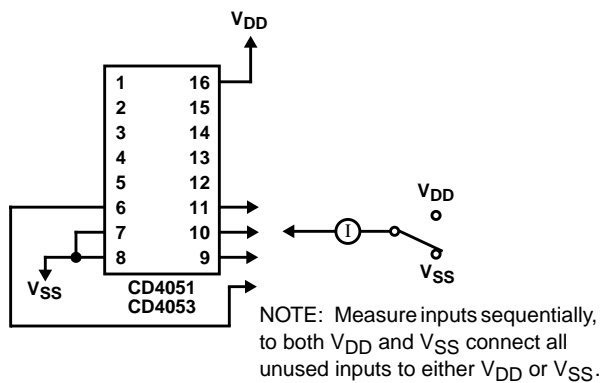 VDD
1 16
2 15
3 14
4 13
5 12
6 11
7 10
8 9
VSS
CD4051
CD4053
I
VDD
VSS
NOTE: Measure inputs sequentially,
to both VDD and VSS connect all
unused inputs to either VDD or VSS.